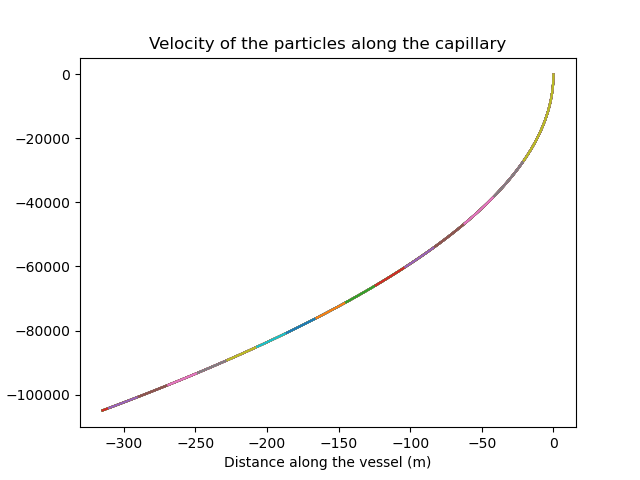 Velocity of the particles along the capillary
0
−20000
−40000
−60000
−80000
−100000
−300 −250 −200 −150 −100 −50 0
Distance along the vessel (m)